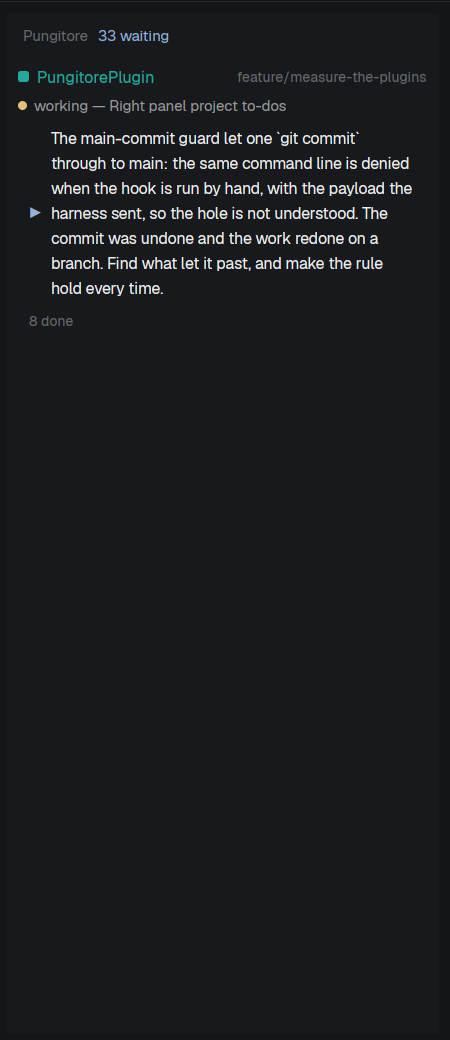 Pungitore 33 waiting
PungitorePlugin feature/measure-the-plugins
working — Right panel project to-dos
The main-commit guard let one `git commit`
through to main: the same command line is denied
when the hook is run by hand, with the payload the
harness sent, so the hole is not understood. The
commit was undone and the work redone on a
branch. Find what let it past, and make the rule
hold every time.
8 done